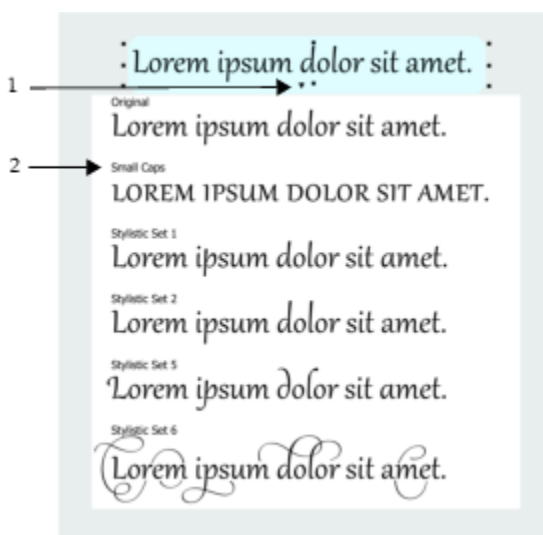 Lorem ipsum dolor sit amet.
1
Original
Lorem ipsum dolor sit amet.
2
Small Caps
LOREM IPSUM DOLOR SIT AMET.
Stylistic Set 1
Lorem ipsum dolor sit amet.
Stylistic Set 2
Lorem ipsum dolor sit amet.
Stylistic Set 5
Lorem ipsum dolor sit amet.
Stylistic Set 6
Lorem ipsum dolor sit amet.